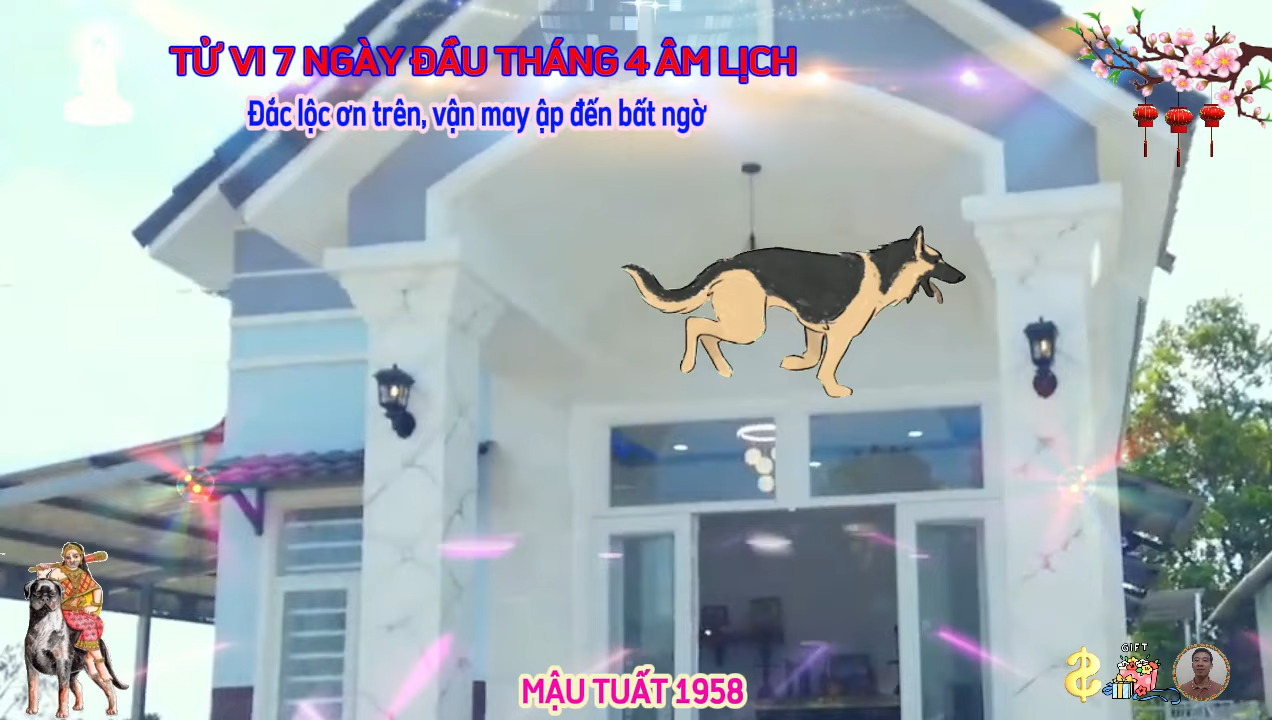 TỬ VI 7 NGÀY ĐẦU THÁNG 4 ÂM LỊCH
Đắc lộc ơn trên, vận may ập đến bất ngờ
GIFT
MẬU TUẤT 1958